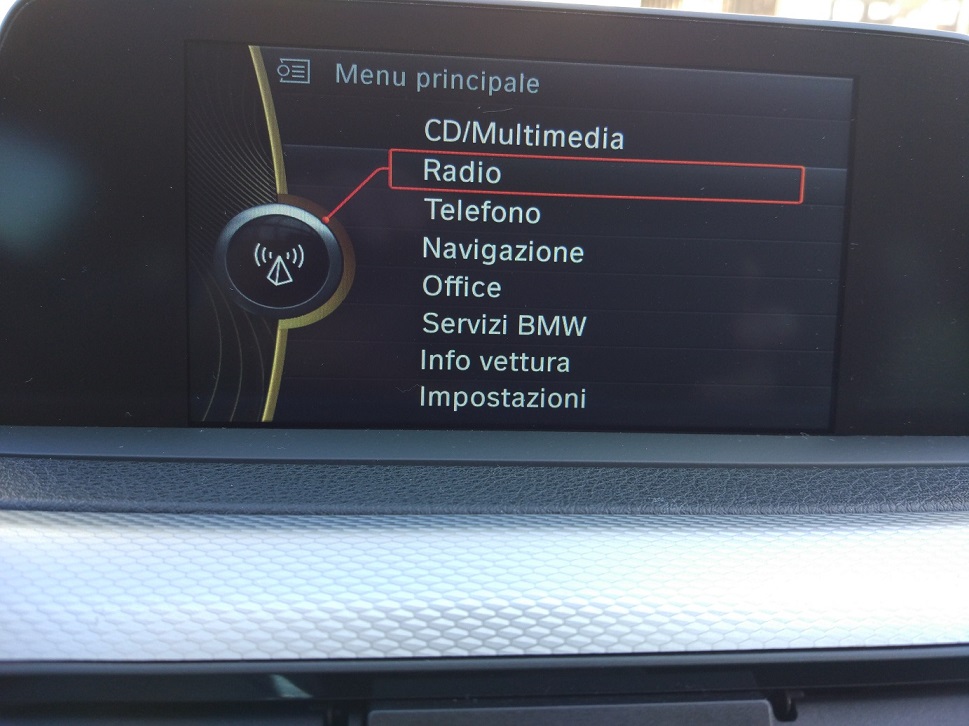 Menu principale
CD/Multimedia
Radio
Telefono
Navigazione
Office
Servizi BMW
Info vettura
Impostazioni